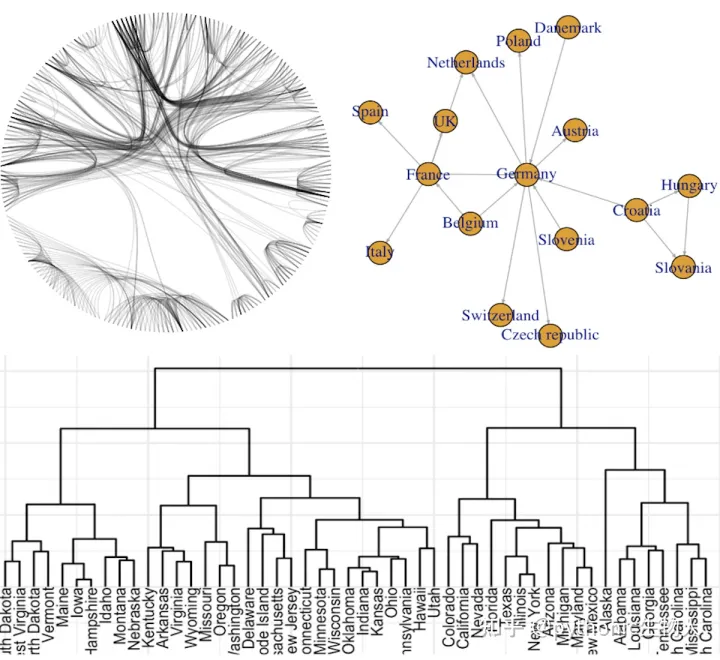 Danemark
Poland
Netherlands
Spain
UK
Austria
France
Germany
Hungary
Croatia
Belgium
Slovenia
Italy
Slovania
Switzerland
Czech republic
th Dakota
est Virginia
rth Dakota
Vermont
Maine
Iowa
Hampshire
Idaho
Montana
Nebraska
Kentucky
Arkansas
Virginia
Wyoming
Missouri
Oregon
Washington
Delaware
ode Island
sachusetts
ew Jersey
onnecticut
Minnesota
Wisconsin
Oklahoma
Indiana
Kansas
Ohio
nnsylvania
Hawaii
Utah
Colorado
California
Nevada
Florida
Texas
Illinois
New York
Arizona
Michigan
Maryland
ew Mexico
Alaska
Alabama
Louisiana
Georgia
Tennessee
h Carolina
Mississippi
h Carolina
知乎